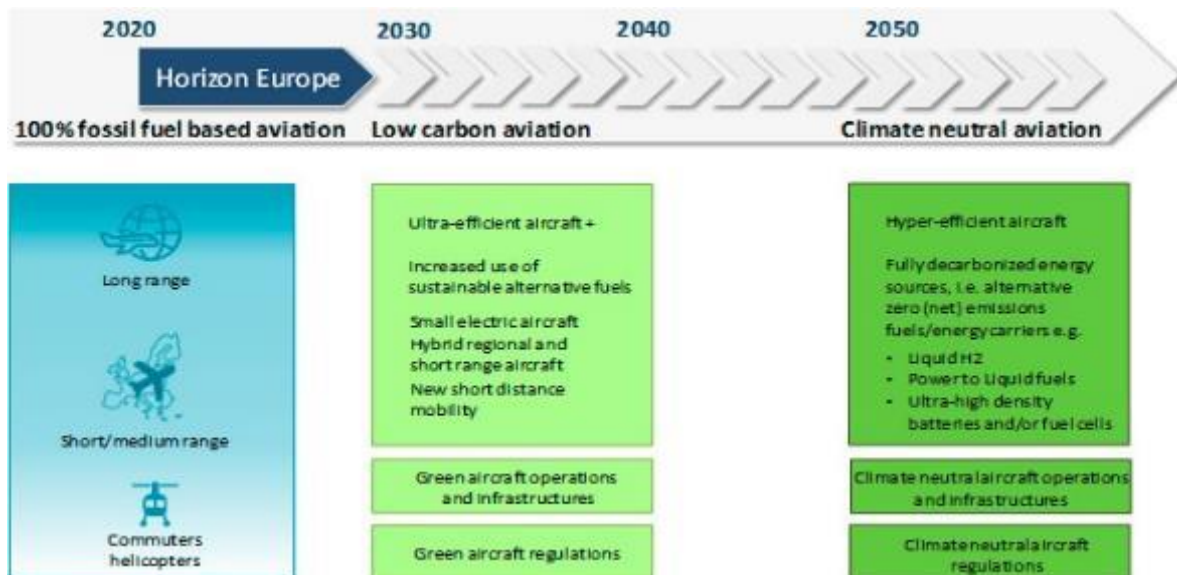 2020 2030 2040 2050
Horizon Europe
100% fossil fuel based aviation Low carbon aviation Climate neutral aviation
Long range
Short/medium range
Commuters
helicopters
Ultra-efficient aircraft +
Increased use of
sustainable alternative fuels
Small electric aircraft
Hybrid regional and
short range aircraft
New short distance
mobility
Green aircraft operations
and infrastructures
Green aircraft regulations
Hyper-efficient aircraft
Fully decarbonized energy
sources, i.e. alternative
zero (net) emissions
fuels/energy carriers e.g.
• Liquid H2
• Power to Liquid fuels
• Ultra-high density
batteries and/or fuel cells
Climate neutral aircraft operations
and infrastructures
Climate neutral aircraft
regulations